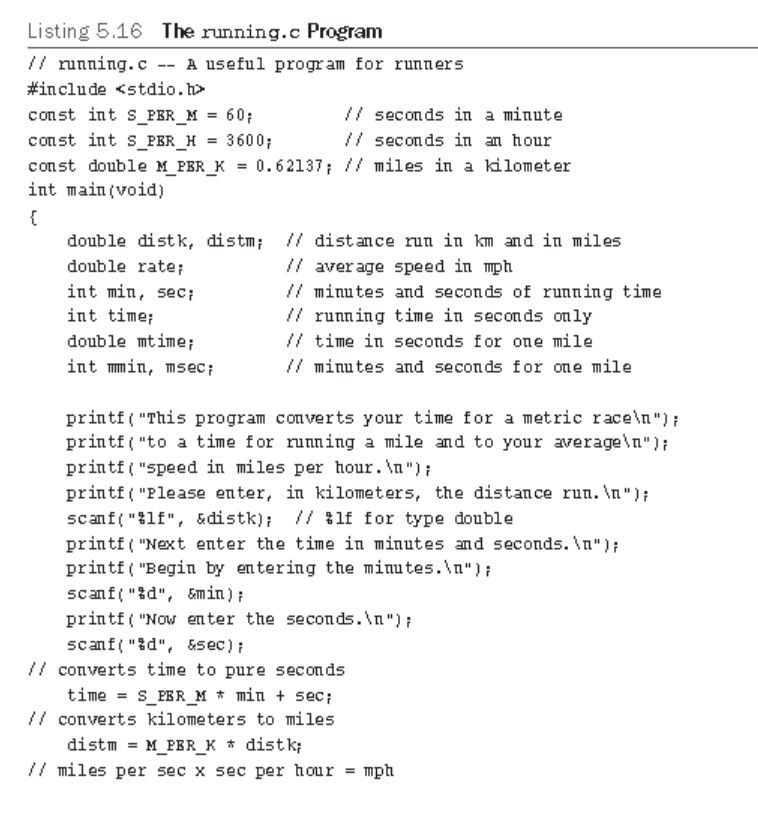 Listing 5.16 The running.c Program
// running.c -- A useful program for runners
#include <stdio.h>
const int S_PER_M = 60;         // seconds in a minute
const int S_PER_H = 3600;       // seconds in an hour
const double M_PER_K = 0.62137; // miles in a kilometer
int main(void)
{
    double distk, distm;  // distance run in km and in miles
    double rate;          // average speed in mph
    int min, sec;         // minutes and seconds of running time
    int time;             // running time in seconds only
    double mtime;         // time in seconds for one mile
    int mmin, msec;       // minutes and seconds for one mile

    printf("This program converts your time for a metric race\n");
    printf("to a time for running a mile and to your average\n");
    printf("speed in miles per hour.\n");
    printf("Please enter, in kilometers, the distance run.\n");
    scanf("%lf", &distk);  // %lf for type double
    printf("Next enter the time in minutes and seconds.\n");
    printf("Begin by entering the minutes.\n");
    scanf("%d", &min);
    printf("Now enter the seconds.\n");
    scanf("%d", &sec);
// converts time to pure seconds
    time = S_PER_M * min + sec;
// converts kilometers to miles
    distm = M_PER_K * distk;
// miles per sec x sec per hour = mph